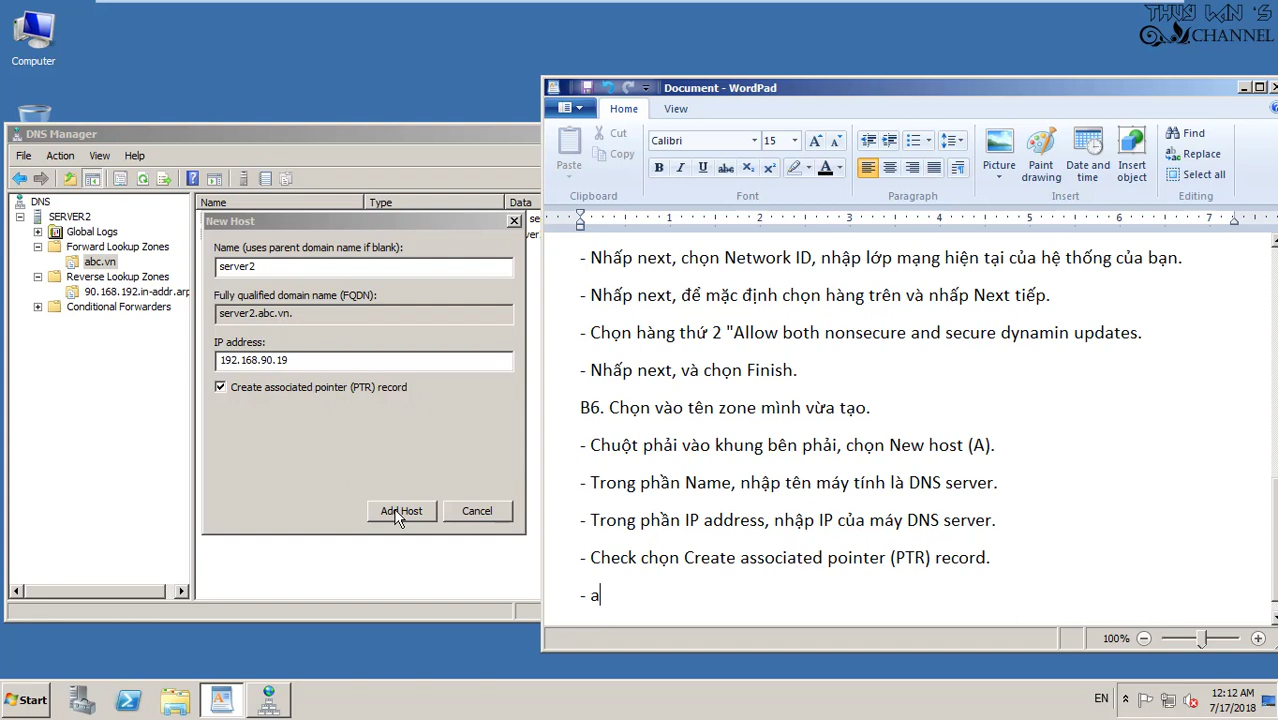 THUY WIN 'S
CHANNEL
Computer
DNS Manager
File Action View Help
DNS
SERVER2
Global Logs
Forward Lookup Zones
abc.vn
Reverse Lookup Zones
90.168.192.in-addr.arp
Conditional Forwarders
Name Type Data
New Host
Name (uses parent domain name if blank):
server2
Fully qualified domain name (FQDN):
server2.abc.vn.
IP address:
192.168.90.19
Create associated pointer (PTR) record
Add Host Cancel
Document - WordPad
Home View
Paste
Cut
Copy
Clipboard
Calibri 15
Font
Paragraph
Picture
Paint drawing
Date and time
Insert object
Insert
Find
Replace
Select all
Editing
1 2 3 4 5 6 7
- Nhấp next, chọn Network ID, nhập lớp mạng hiện tại của hệ thống của bạn.
- Nhấp next, để mặc định chọn hàng trên và nhấp Next tiếp.
- Chọn hàng thứ 2 "Allow both nonsecure and secure dynamin updates.
- Nhấp next, và chọn Finish.
B6. Chọn vào tên zone mình vừa tạo.
- Chuột phải vào khung bên phải, chọn New host (A).
- Trong phần Name, nhập tên máy tính là DNS server.
- Trong phần IP address, nhập IP của máy DNS server.
- Check chọn Create associated pointer (PTR) record.
- a
100%
Start
EN
12:12 AM
7/17/2018